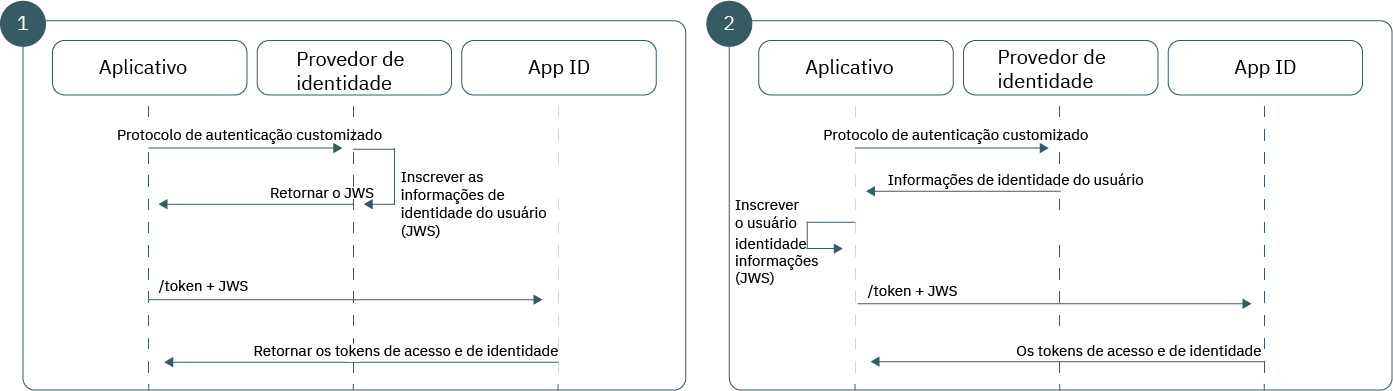 1
Aplicativo
Provedor de
identidade
App ID
Protocolo de autenticação customizado
Inscrever as
informações de
identidade do usuário
(JWS)
Retornar o JWS
/token + JWS
Retornar os tokens de acesso e de identidade
2
Aplicativo
Provedor de
identidade
App ID
Protocolo de autenticação customizado
Informações de identidade do usuário
Inscrever
o usuário
identidade
informações
(JWS)
/token + JWS
Os tokens de acesso e de identidade